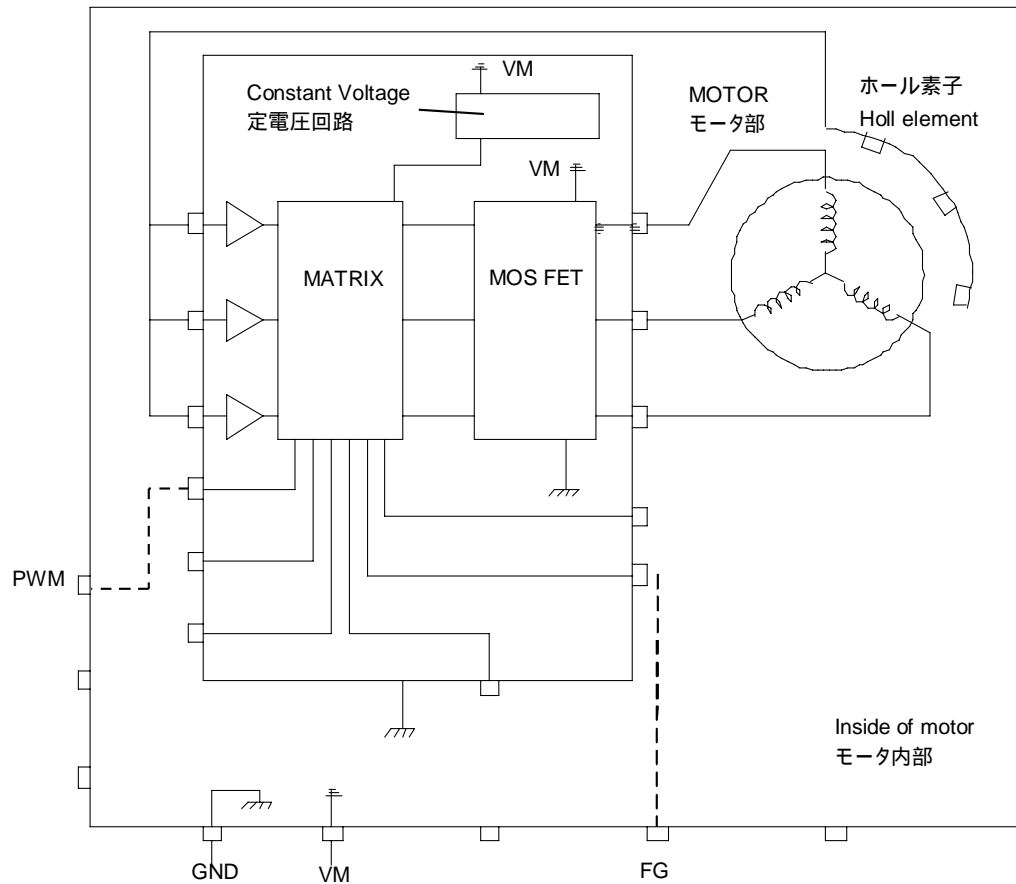 VM
Constant Voltage
定電圧回路
MOTOR
モータ部
ホール素子
Holl element
VM
MATRIX
MOS FET
PWM
Inside of motor
モータ内部
GND
VM
FG